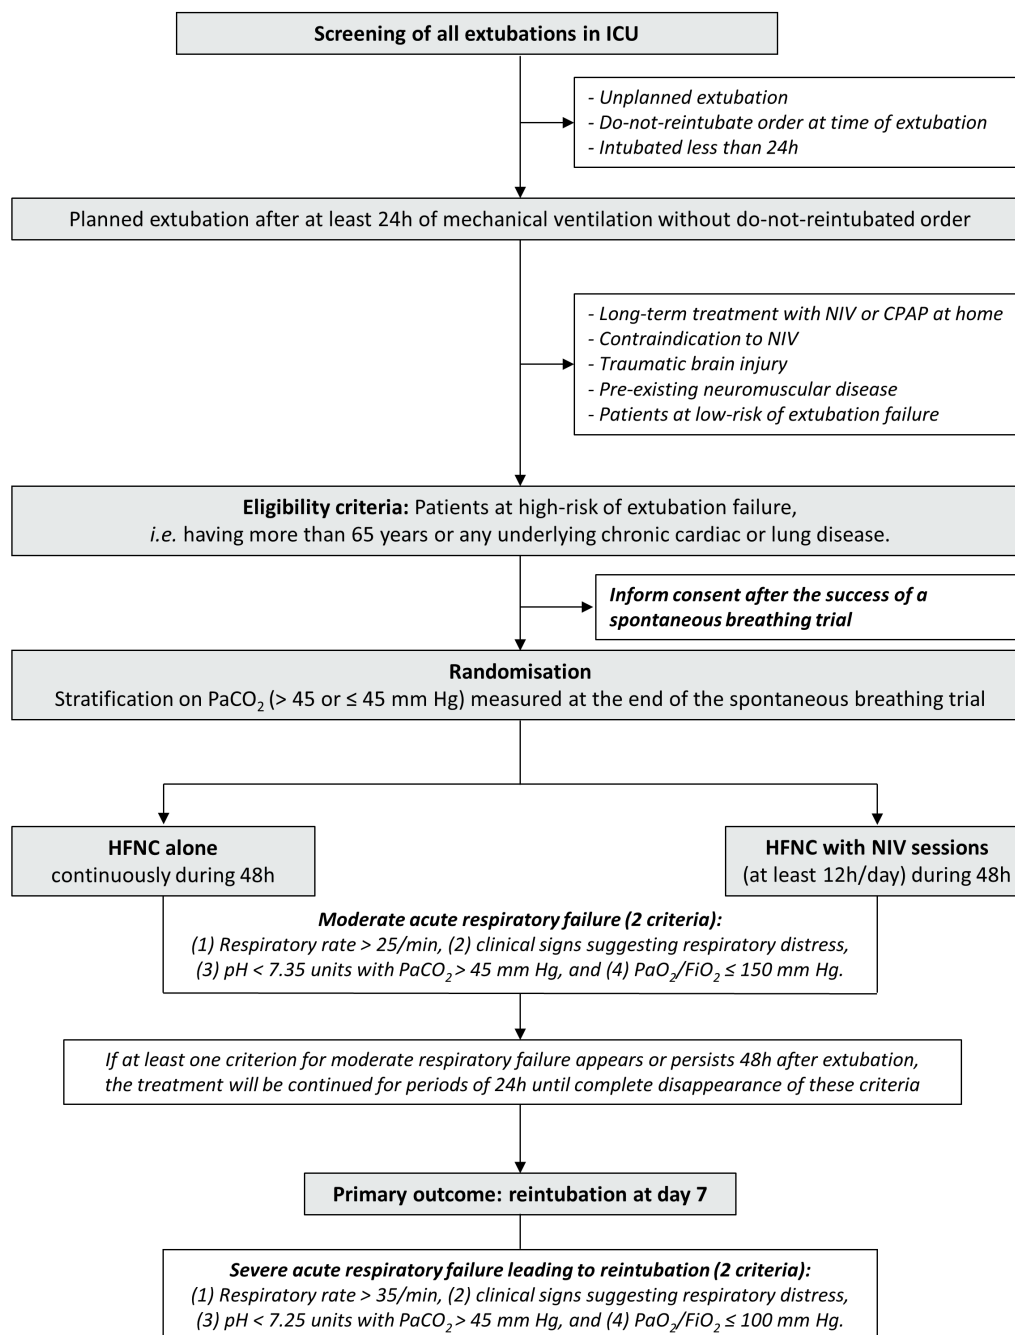 Screening of all extubations in ICU
- Unplanned extubation
- Do-not-reintubate order at time of extubation
- Intubated less than 24h
Planned extubation after at least 24h of mechanical ventilation without do-not-reintubated order
- Long-term treatment with NIV or CPAP at home
- Contraindication to NIV
- Traumatic brain injury
- Pre-existing neuromuscular disease
- Patients at low-risk of extubation failure
Eligibility criteria: Patients at high-risk of extubation failure,
i.e. having more than 65 years or any underlying chronic cardiac or lung disease.
Inform consent after the success of a
spontaneous breathing trial
Randomisation
Stratification on PaCO2 (> 45 or ≤ 45 mm Hg) measured at the end of the spontaneous breathing trial
HFNC alone
continuously during 48h
HFNC with NIV sessions
(at least 12h/day) during 48h
Moderate acute respiratory failure (2 criteria):
(1) Respiratory rate > 25/min, (2) clinical signs suggesting respiratory distress,
(3) pH < 7.35 units with PaCO2 > 45 mm Hg, and (4) PaO2/FiO2 ≤ 150 mm Hg.
If at least one criterion for moderate respiratory failure appears or persists 48h after extubation,
the treatment will be continued for periods of 24h until complete disappearance of these criteria
Primary outcome: reintubation at day 7
Severe acute respiratory failure leading to reintubation (2 criteria):
(1) Respiratory rate > 35/min, (2) clinical signs suggesting respiratory distress,
(3) pH < 7.25 units with PaCO2 > 45 mm Hg, and (4) PaO2/FiO2 ≤ 100 mm Hg.